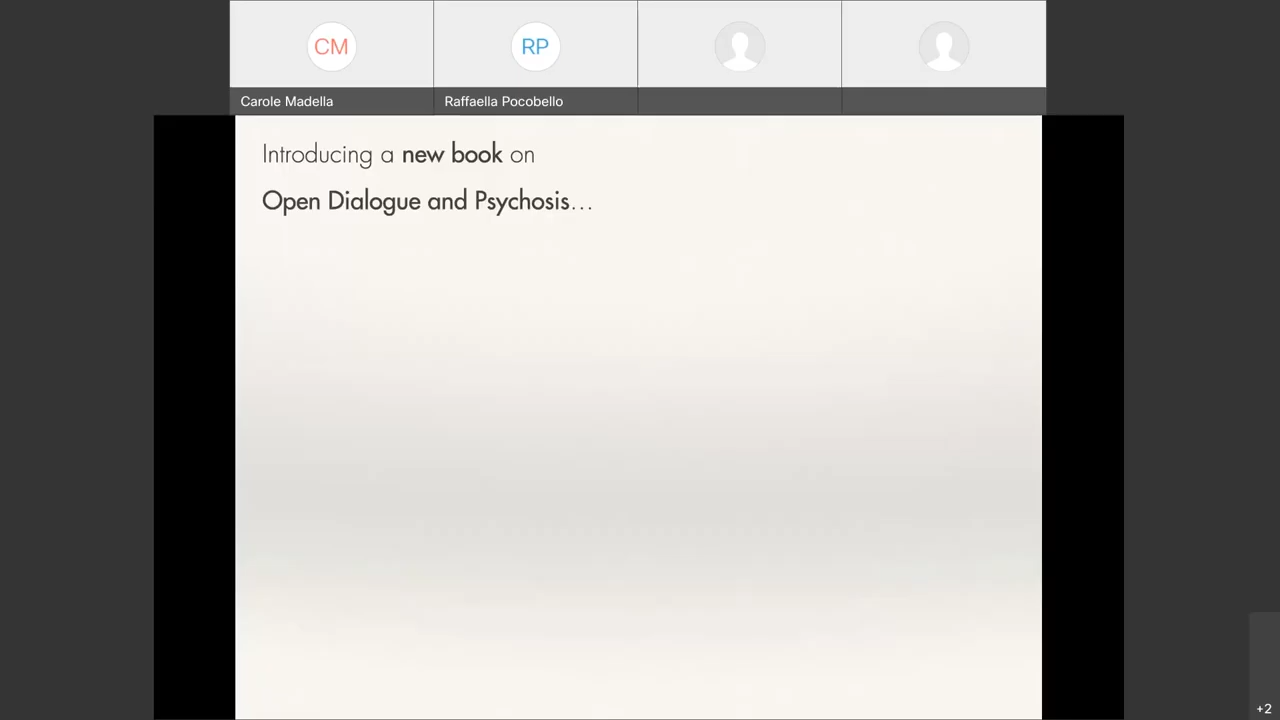 CM
RP
Carole Madella
Raffaella Pocobello
Introducing a new book on
Open Dialogue and Psychosis…
+2